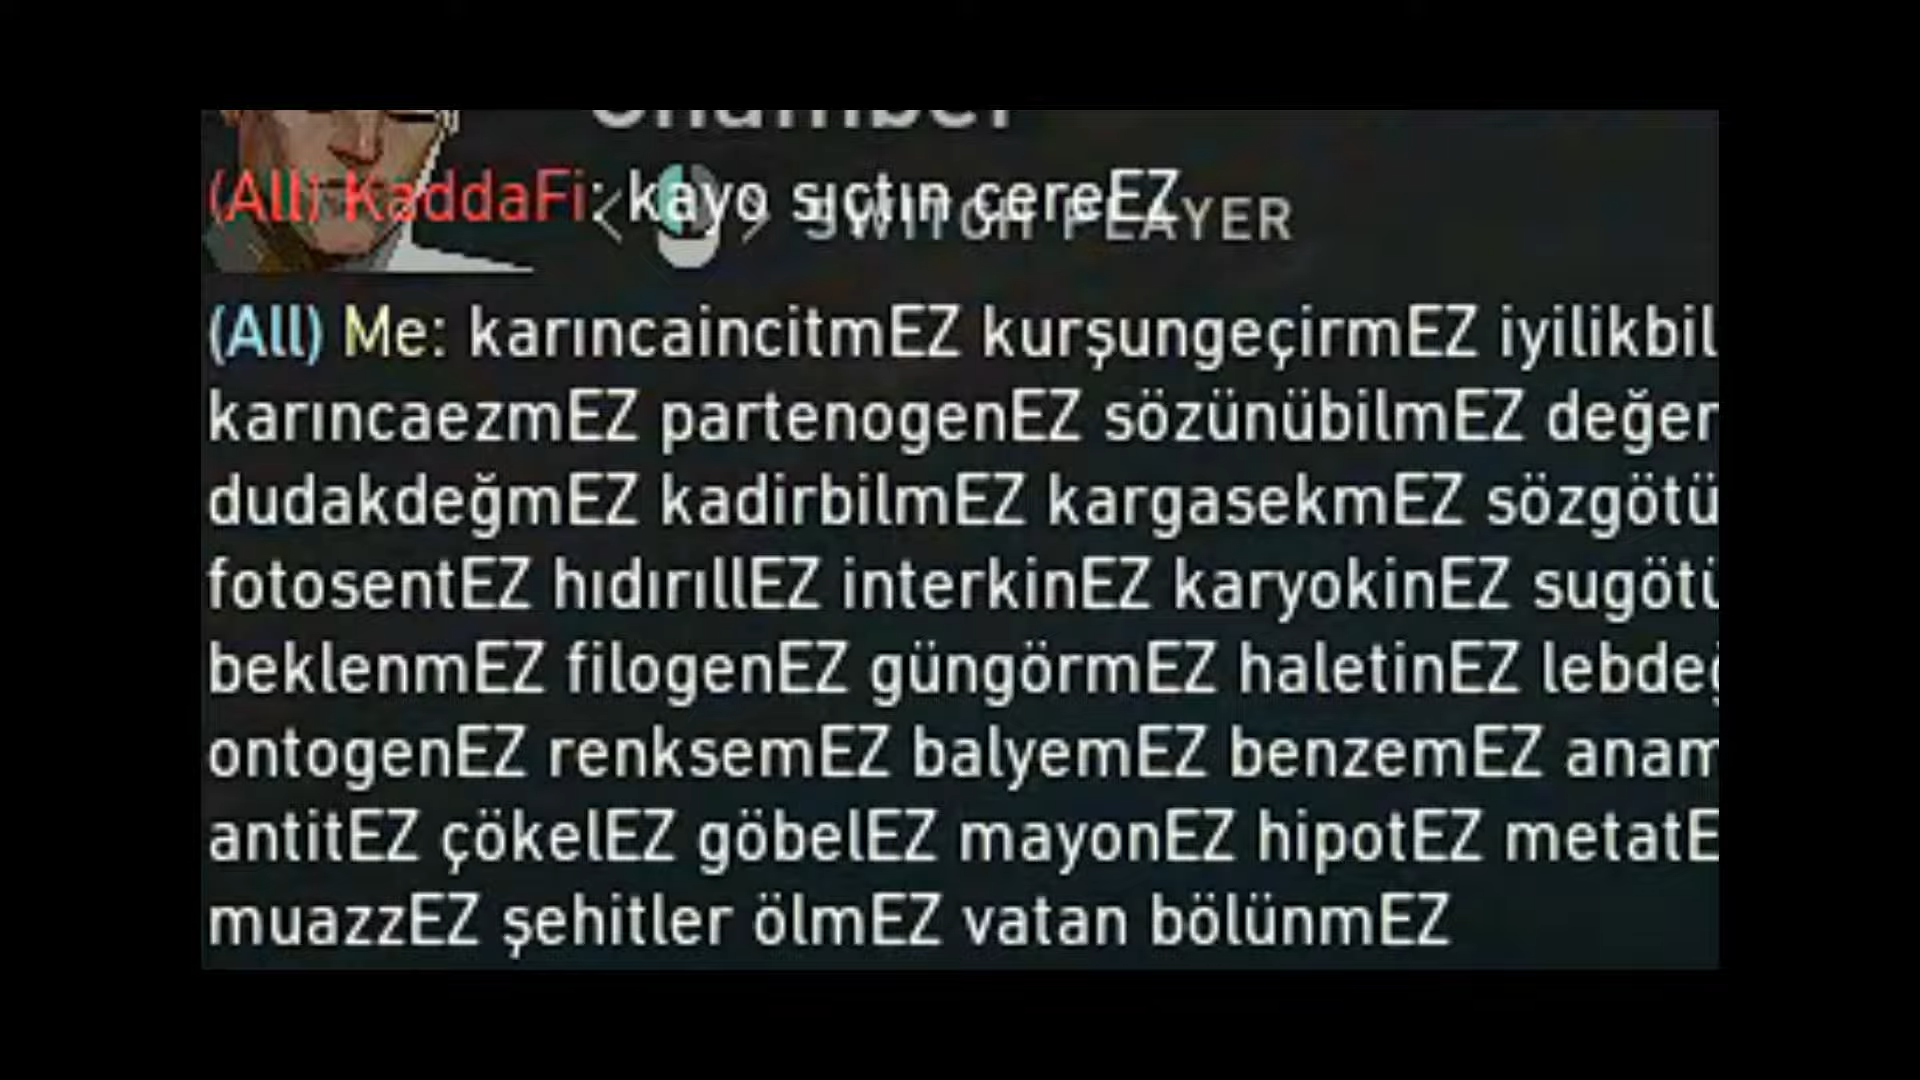 Chamber
(All) KaddaFi: kayo sıçtın çereEZ
< > SWITCH PLAYER
(All) Me: karıncaincitmEZ kurşungeçirmEZ iyilikbil
karıncaezmEZ partenogenEZ sözünübilmEZ değer
dudakdeğmEZ kadirbilmEZ kargasekmEZ sözgötü
fotosentEZ hıdırıllEZ interkinEZ karyokinEZ sugötü
beklenmEZ filogenEZ güngörmEZ haletinEZ lebdeğ
ontogenEZ renksemEZ balyemEZ benzemEZ anam
antitEZ çökelEZ göbelEZ mayonEZ hipotEZ metatE
muazzEZ şehitler ölmEZ vatan bölünmEZ